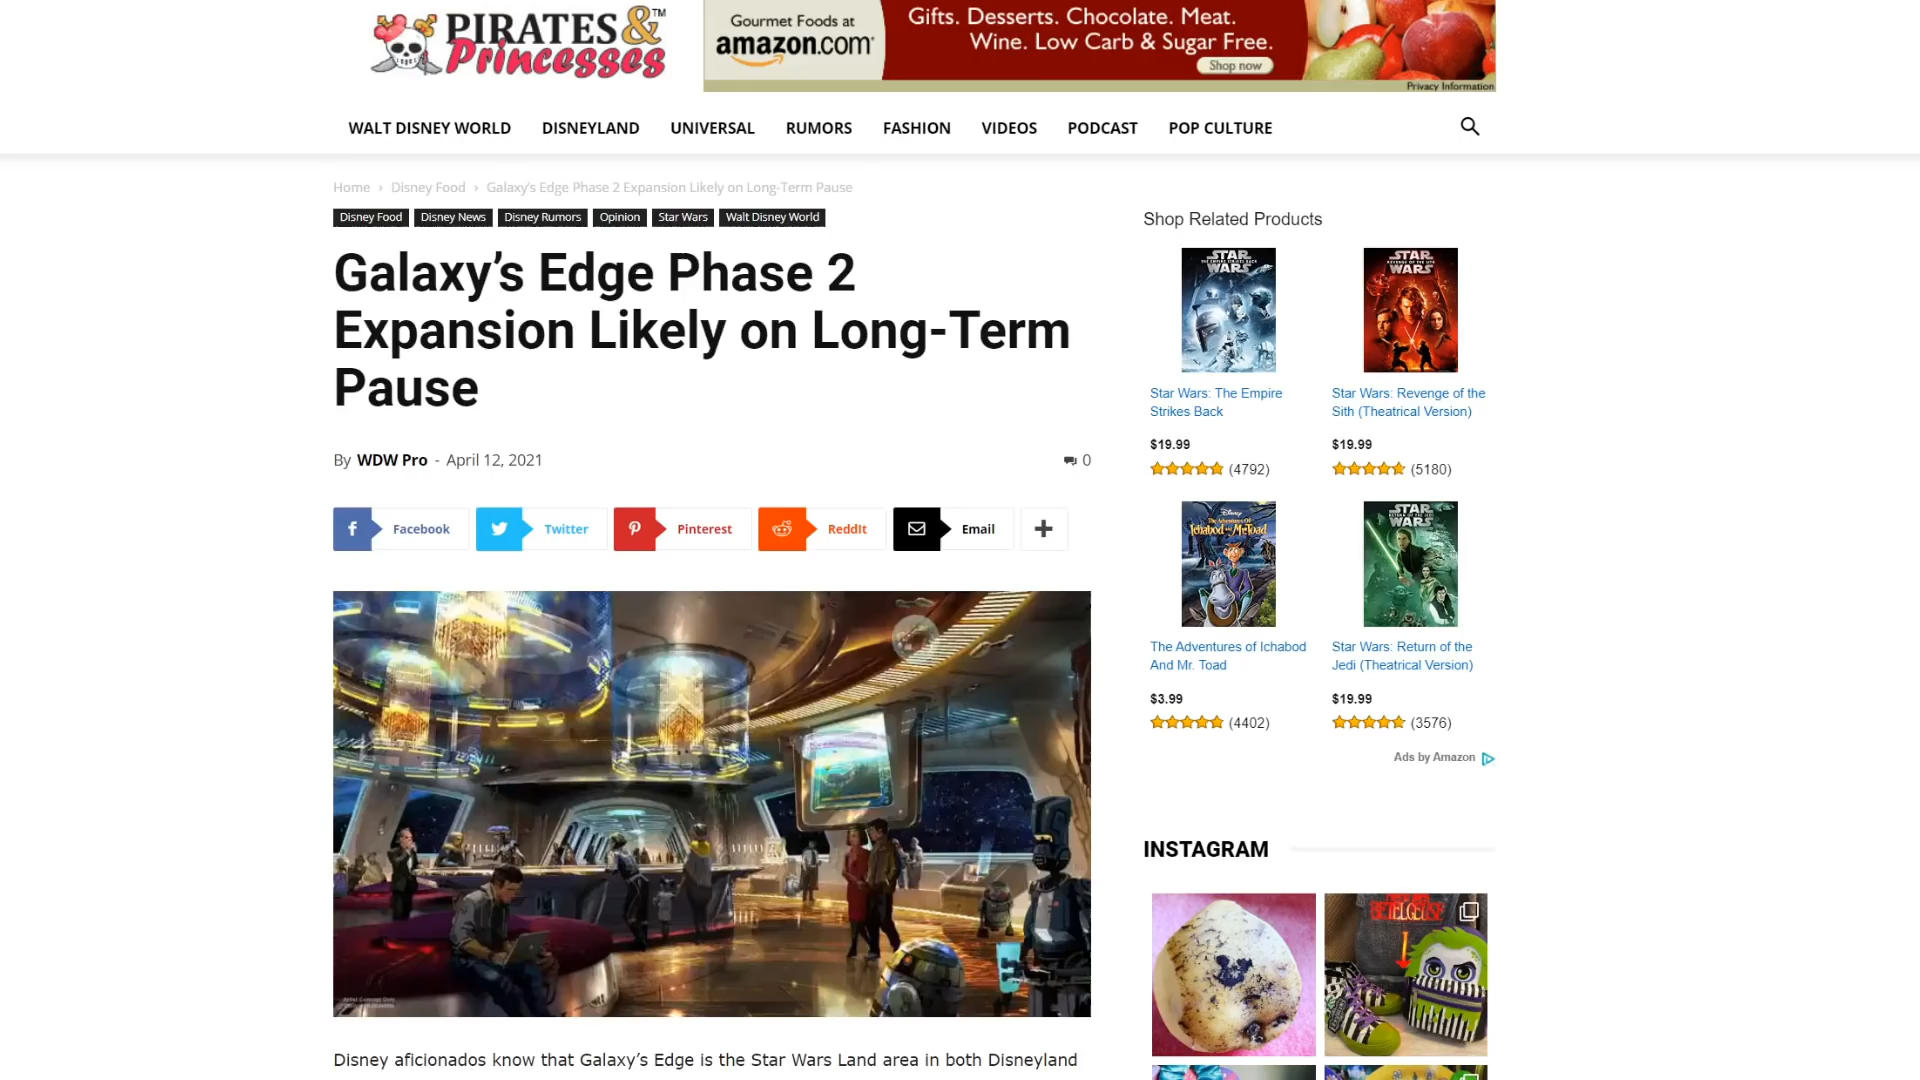 PIRATES & ™
Princesses
Gourmet Foods at
amazon.com
Gifts. Desserts. Chocolate. Meat.
Wine. Low Carb & Sugar Free.
Shop now
Privacy Information
WALT DISNEY WORLD DISNEYLAND UNIVERSAL RUMORS FASHION VIDEOS PODCAST POP CULTURE
Home › Disney Food › Galaxy's Edge Phase 2 Expansion Likely on Long-Term Pause
Disney Food Disney News Disney Rumors Opinion Star Wars Walt Disney World
Galaxy's Edge Phase 2
Expansion Likely on Long-Term
Pause
By WDW Pro - April 12, 2021
0
Facebook Twitter Pinterest ReddIt Email
Disney aficionados know that Galaxy's Edge is the Star Wars Land area in both Disneyland
Shop Related Products
STAR WARS
STAR WARS
Star Wars: The Empire
Strikes Back
$19.99
(4792)
Star Wars: Revenge of the
Sith (Theatrical Version)
$19.99
(5180)
Disney
The Adventures of
Ichabod and Mr. Toad
STAR WARS
The Adventures of Ichabod
And Mr. Toad
$3.99
(4402)
Star Wars: Return of the
Jedi (Theatrical Version)
$19.99
(3576)
Ads by Amazon
INSTAGRAM
BETELGEUSE